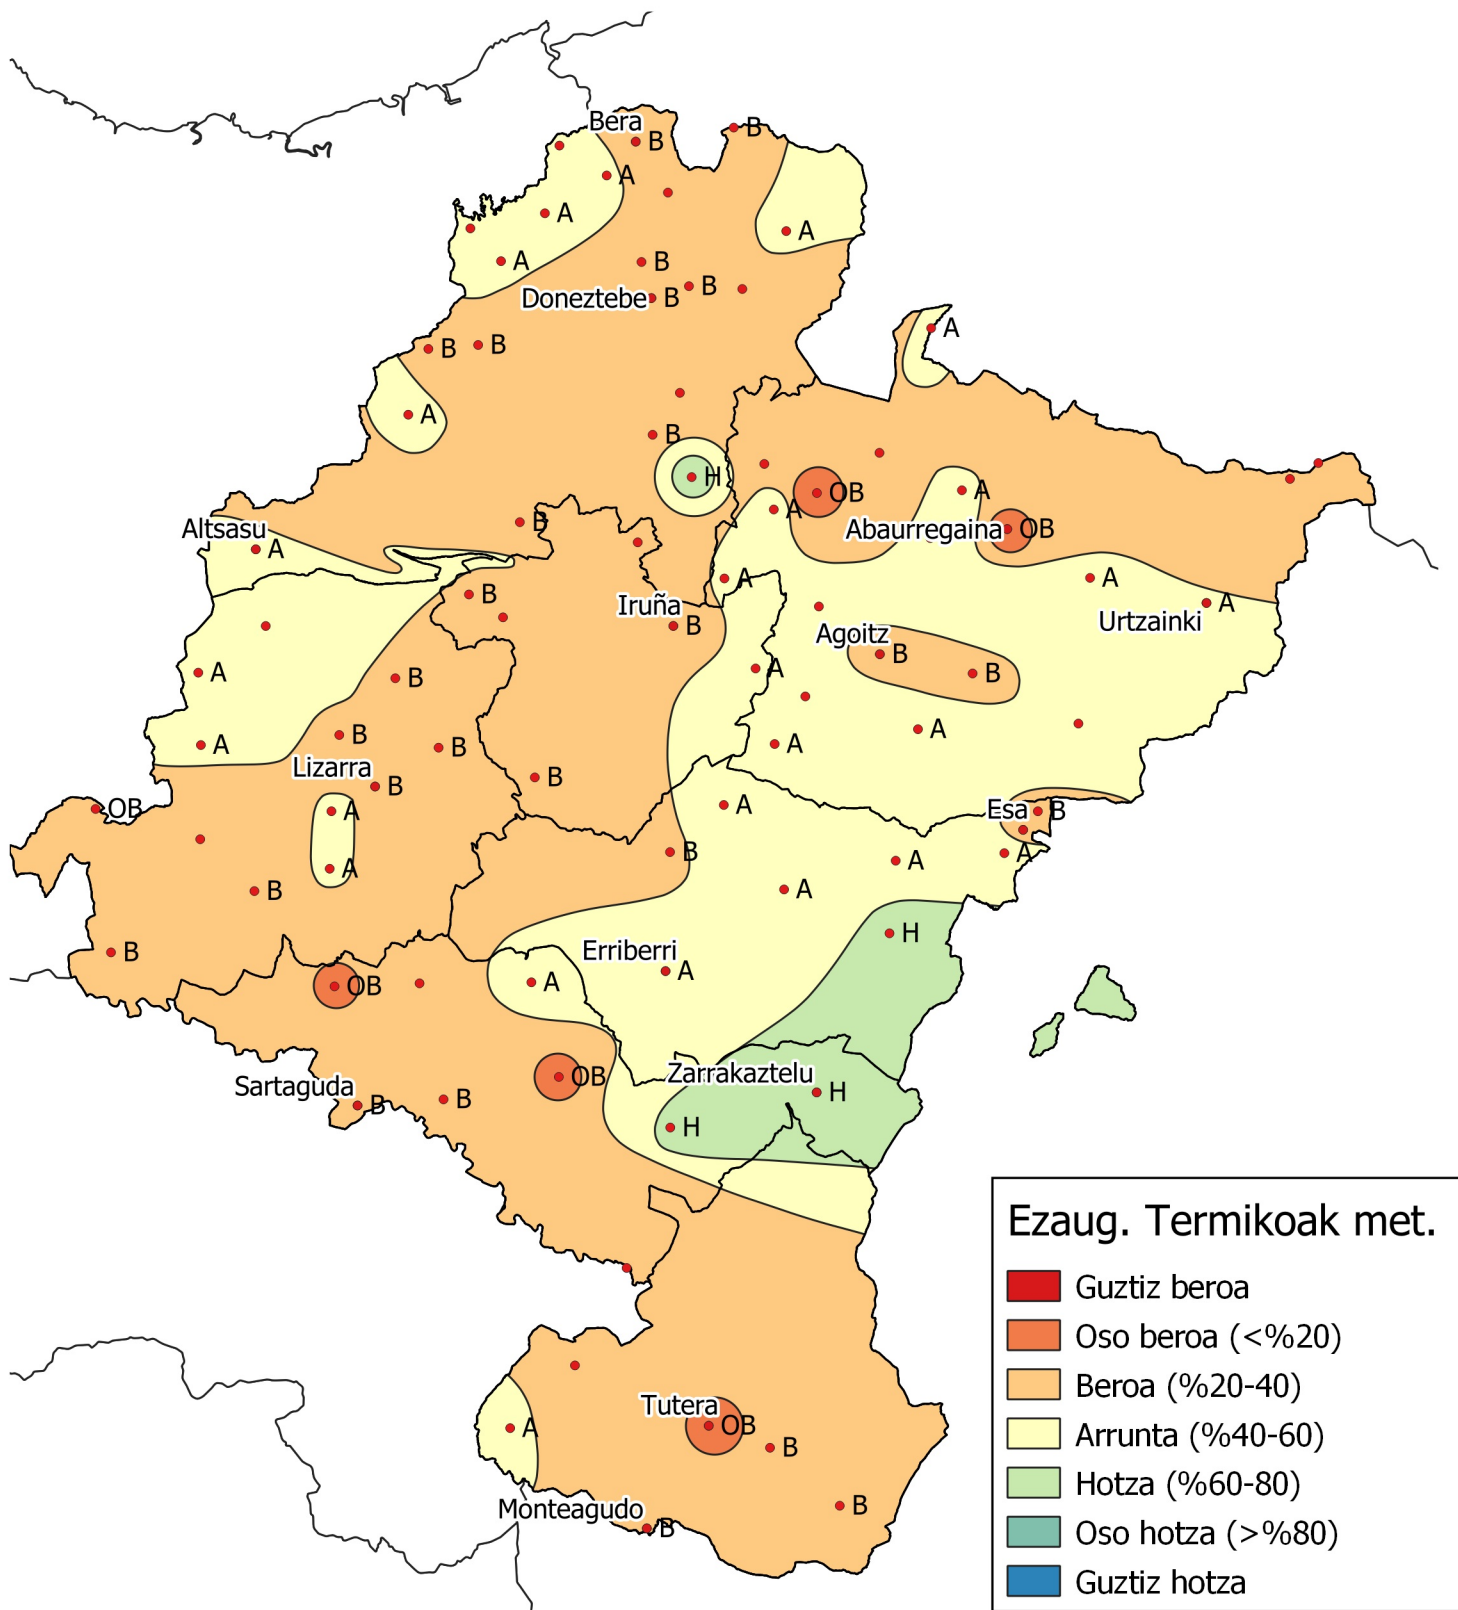 Bera
B
B
A
A
A
A
B
B
Doneztebe
B
A
B
B
A
B
H
OB
A
A
Altsasu
A
B
Abaurregaina
OB
A
A
B
Iruña
B
A
Urtzainki
Agoitz
B
A
B
A
B
A
B
B
A
A
Lizarra
B
B
OB
A
A
Esa
B
A
B
A
A
B
A
H
B
Erriberri
A
A
OB
Zarrakaztelu
OB
H
Sartaguda
B
B
H
Ezaug. Termikoak met.
Guztiz beroa
Oso beroa (<%20)
Beroa (%20-40)
Arrunta (%40-60)
Hotza (%60-80)
Oso hotza (>%80)
Guztiz hotza
Tutera
OB
A
B
Monteagudo
B
B